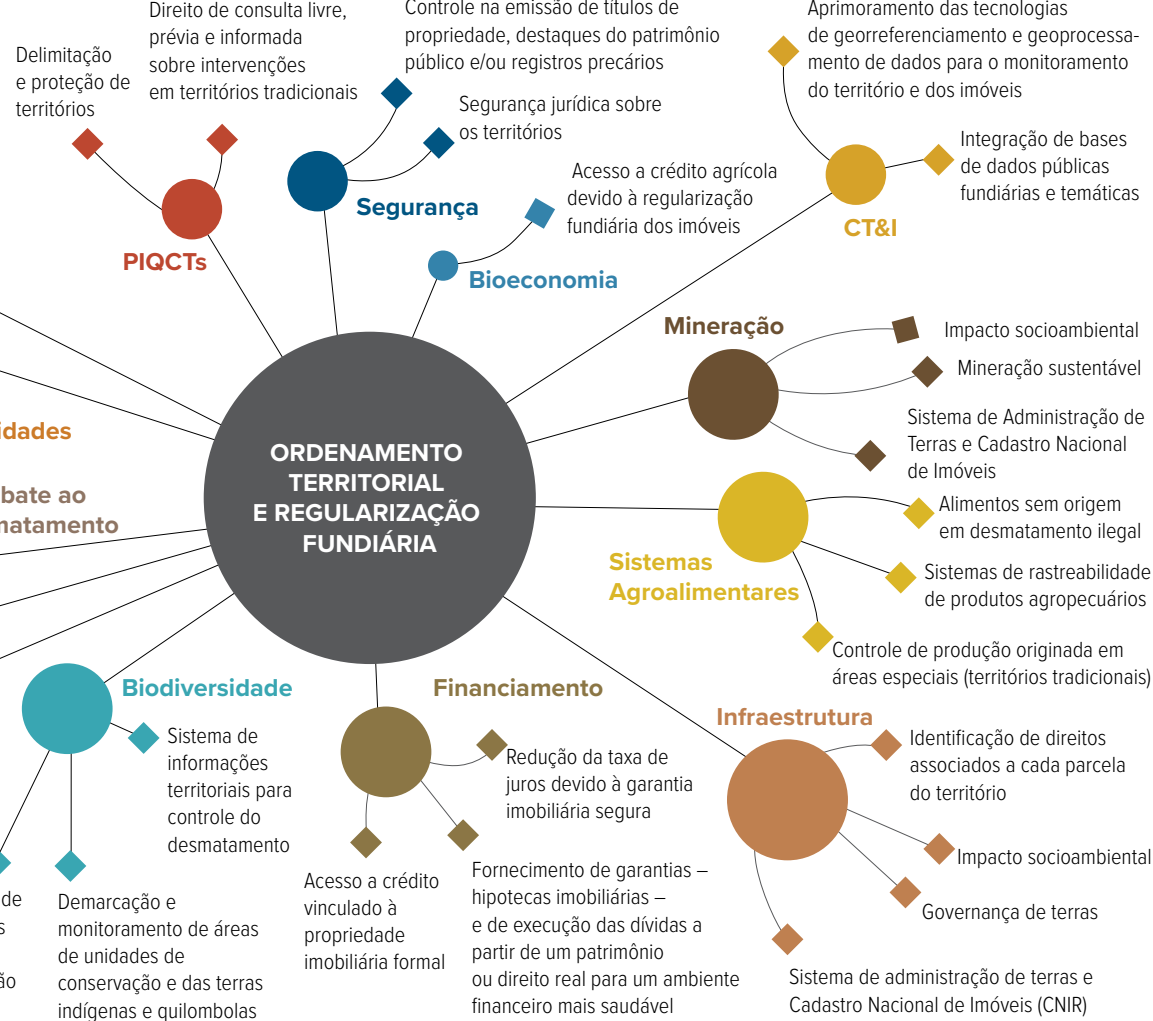 Delimitação
e proteção de
territórios
Direito de consulta livre,
prévia e informada
sobre intervenções
em territórios tradicionais
PIQCTs
Controle na emissão de títulos de
propriedade, destaques do patrimônio
público e/ou registros precários
Segurança jurídica sobre
os territórios
Segurança
Acesso a crédito agrícola
devido à regularização
fundiária dos imóveis
Bioeconomia
Aprimoramento das tecnologias
de georreferenciamento e geoprocessa-
mento de dados para o monitoramento
do território e dos imóveis
Integração de bases
de dados públicas
fundiárias e temáticas
CT&I
Mineração
Impacto socioambiental
Mineração sustentável
Sistema de Administração de
Terras e Cadastro Nacional
de Imóveis
idades
bate ao
matamento
ORDENAMENTO
TERRITORIAL
E REGULARIZAÇÃO
FUNDIÁRIA
Sistemas
Agroalimentares
Alimentos sem origem
em desmatamento ilegal
Sistemas de rastreabilidade
de produtos agropecuários
Controle de produção originada em
áreas especiais (territórios tradicionais)
Biodiversidade
Sistema de
informações
territoriais para
controle do
desmatamento
de
s
ão
Demarcação e
monitoramento de áreas
de unidades de
conservação e das terras
indígenas e quilombolas
Financiamento
Redução da taxa de
juros devido à garantia
imobiliária segura
Acesso a crédito
vinculado à
propriedade
imobiliária formal
Fornecimento de garantias –
hipotecas imobiliárias –
e de execução das dívidas a
partir de um patrimônio
ou direito real para um ambiente
financeiro mais saudável
Infraestrutura
Identificação de direitos
associados a cada parcela
do território
Impacto socioambiental
Governança de terras
Sistema de administração de terras e
Cadastro Nacional de Imóveis (CNIR)